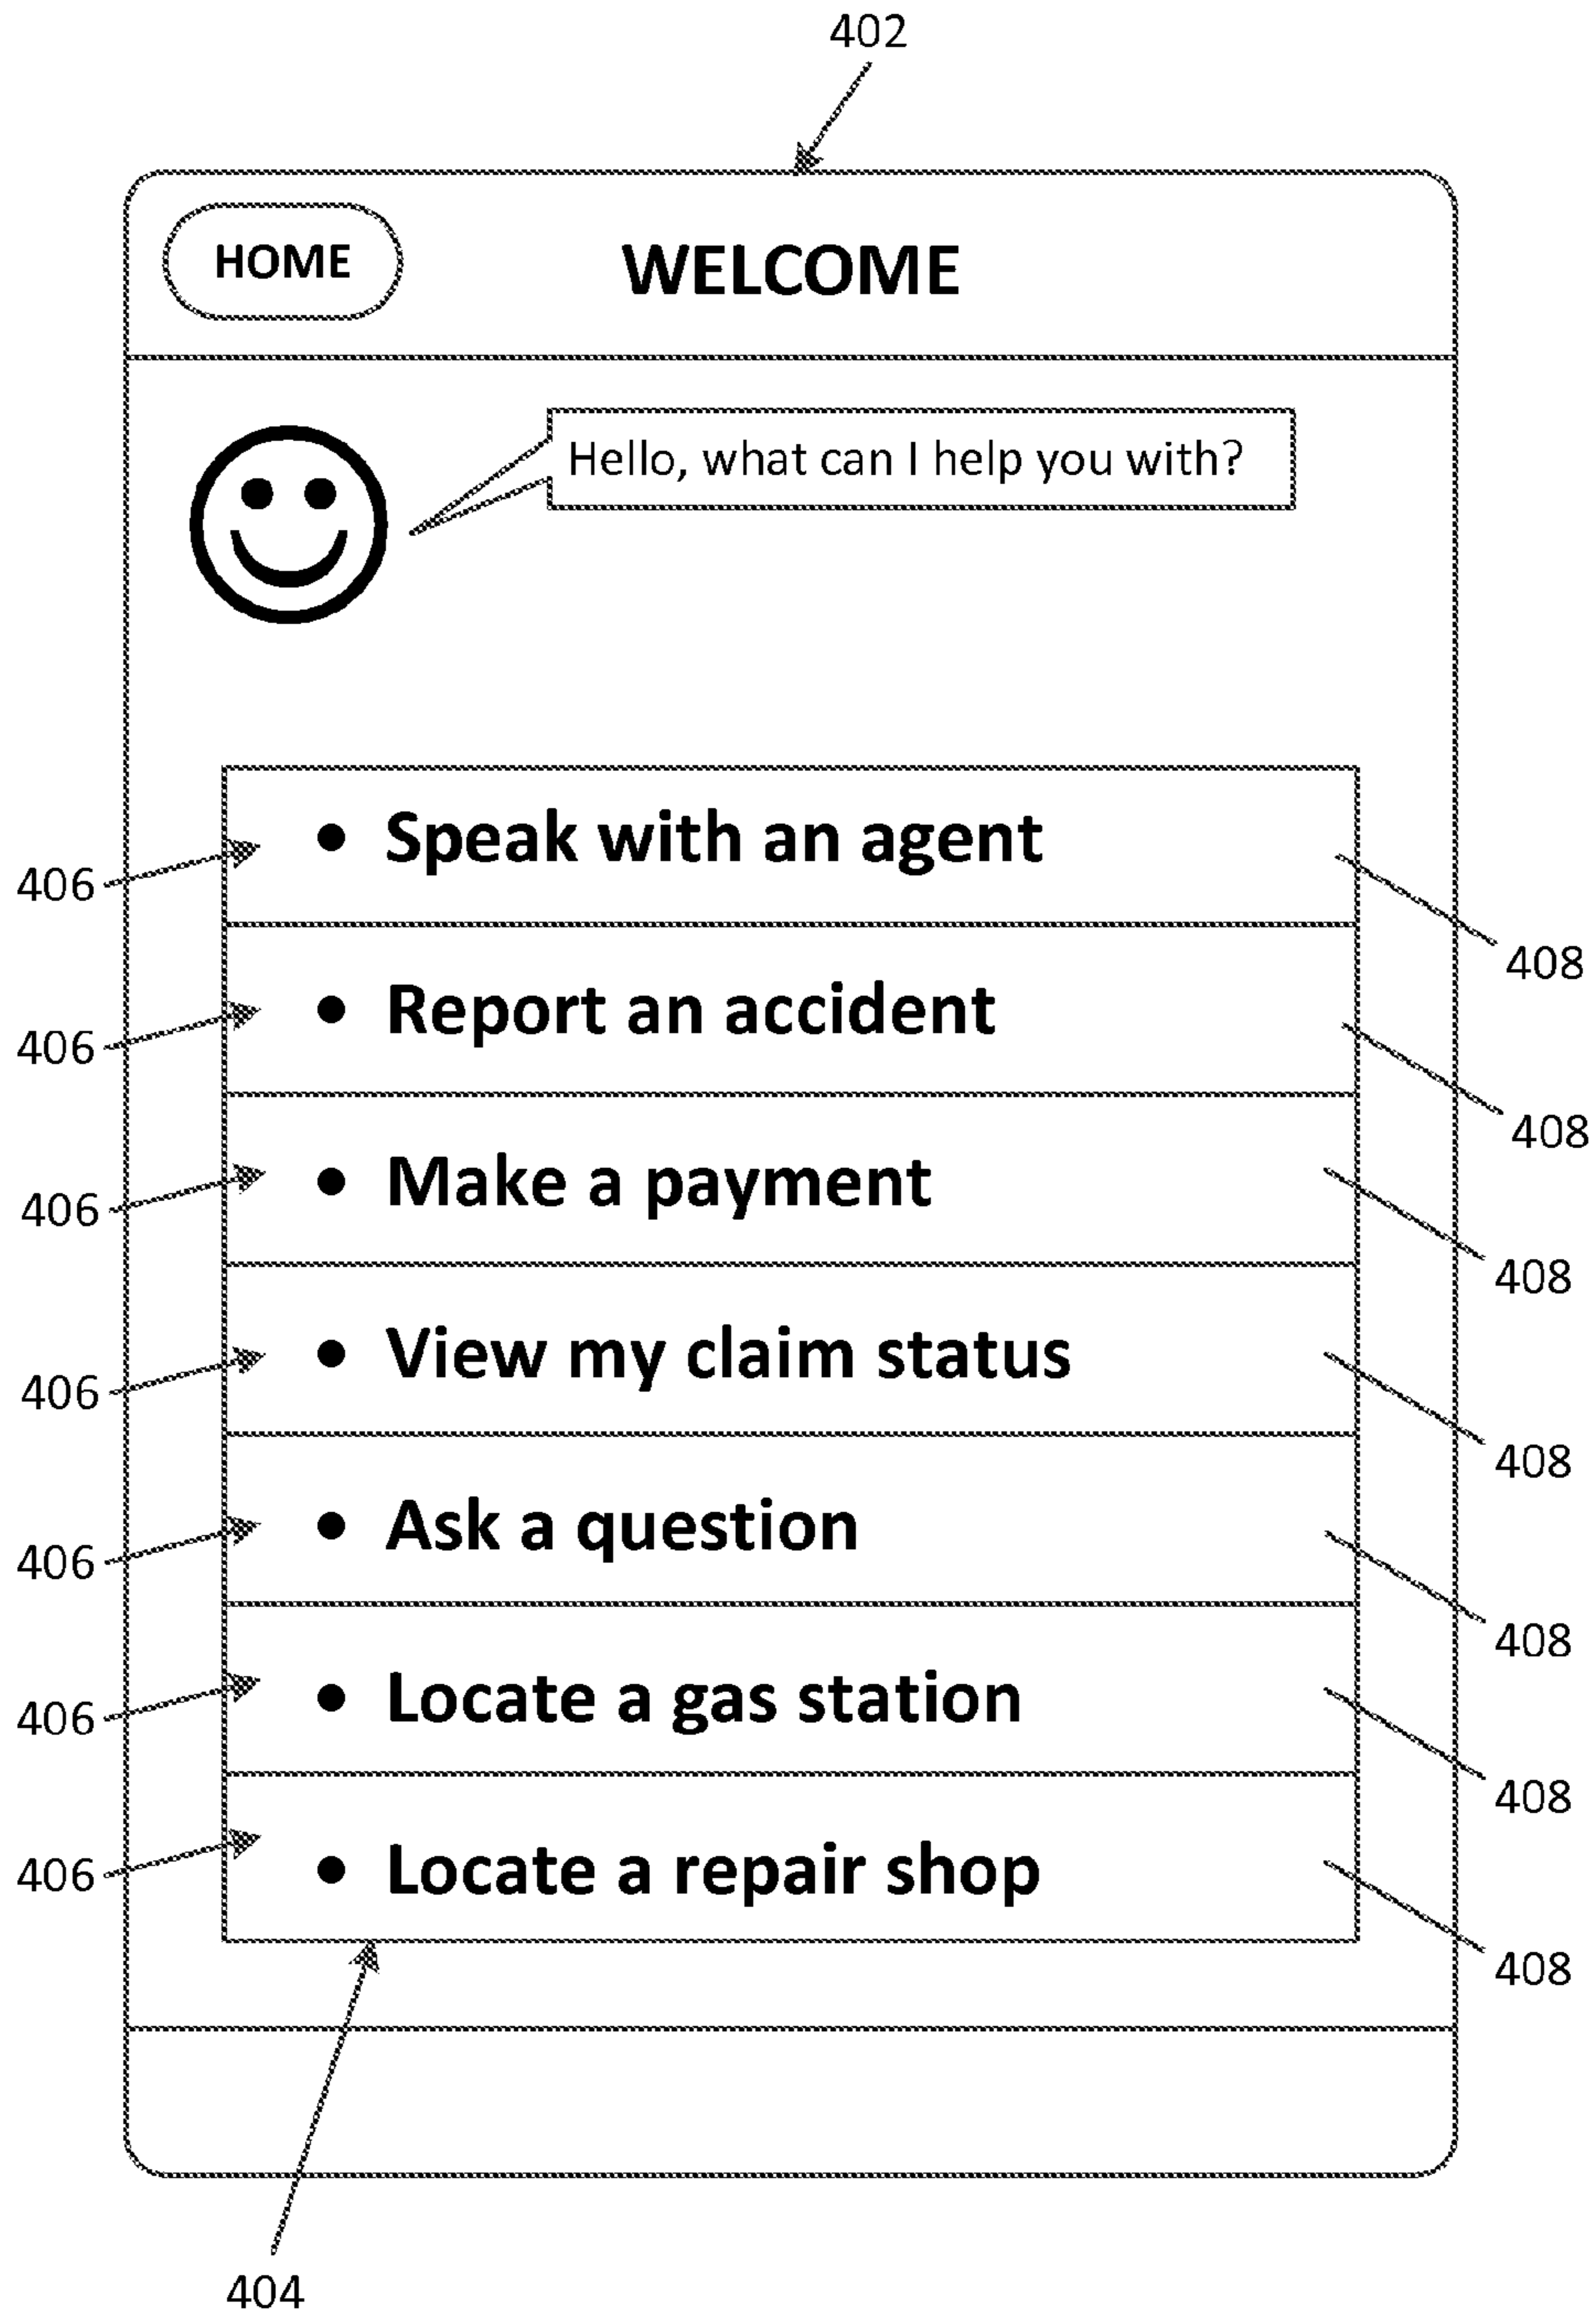 402
HOME
WELCOME
Hello, what can I help you with?
• Speak with an agent
406
408
• Report an accident
406
408
• Make a payment
406
408
• View my claim status
406
408
• Ask a question
406
408
• Locate a gas station
406
408
• Locate a repair shop
406
408
404